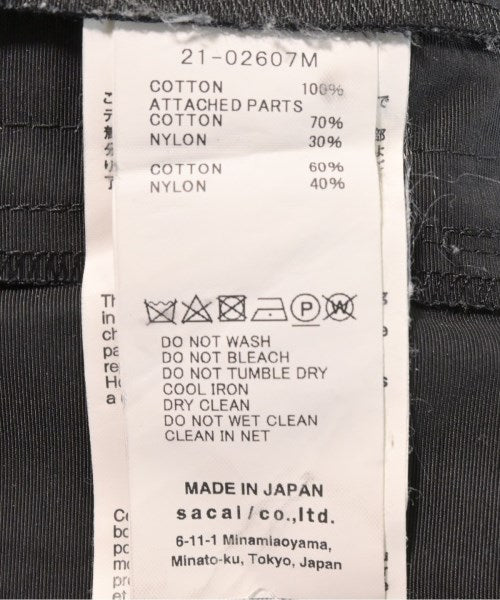 21-02607M
COTTON 100%
ATTACHED PARTS
COTTON 70%
NYLON 30%
COTTON 60%
NYLON 40%
P W
DO NOT WASH
DO NOT BLEACH
DO NOT TUMBLE DRY
COOL IRON
DRY CLEAN
DO NOT WET CLEAN
CLEAN IN NET
MADE IN JAPAN
sacai/co.,ltd.
6-11-1 Minamiaoyama,
Minato-ku, Tokyo, Japan